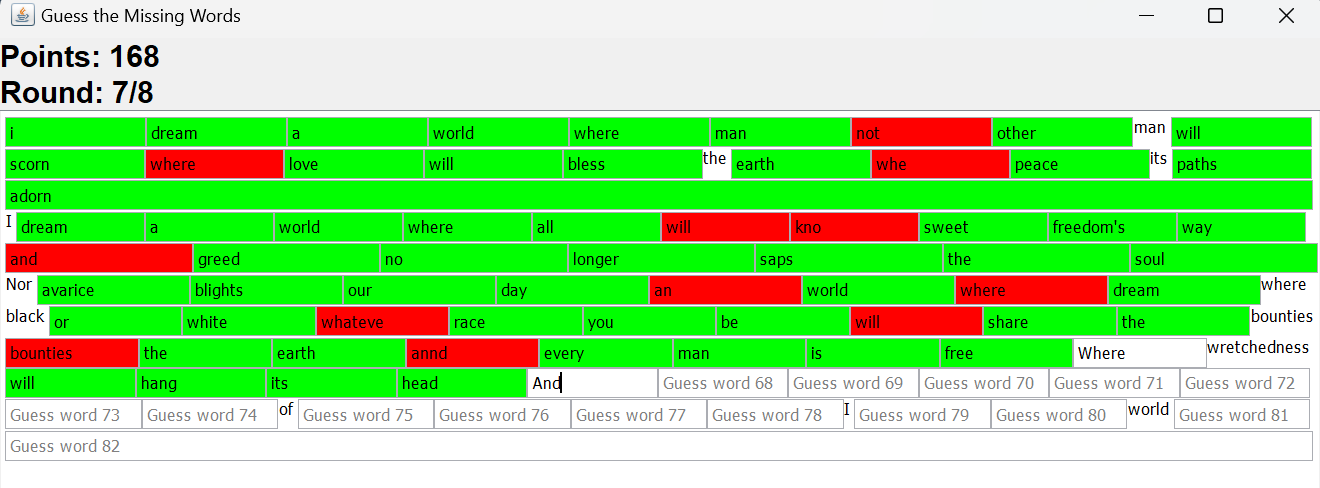 Guess the Missing Words
Points: 168
Round: 7/8
i dream a world where man not other man will
scorn where love will bless the earth whe peace its paths
adorn
I dream a world where all will kno sweet freedom's way
and greed no longer saps the soul
Nor avarice blights our day an world where dream where
black or white whateve race you be will share the bounties
bounties the earth annd every man is free Where wretchedness
will hang its head And Guess word 68 Guess word 69 Guess word 70 Guess word 71 Guess word 72
Guess word 73 Guess word 74 of Guess word 75 Guess word 76 Guess word 77 Guess word 78 I Guess word 79 Guess word 80 world Guess word 81
Guess word 82